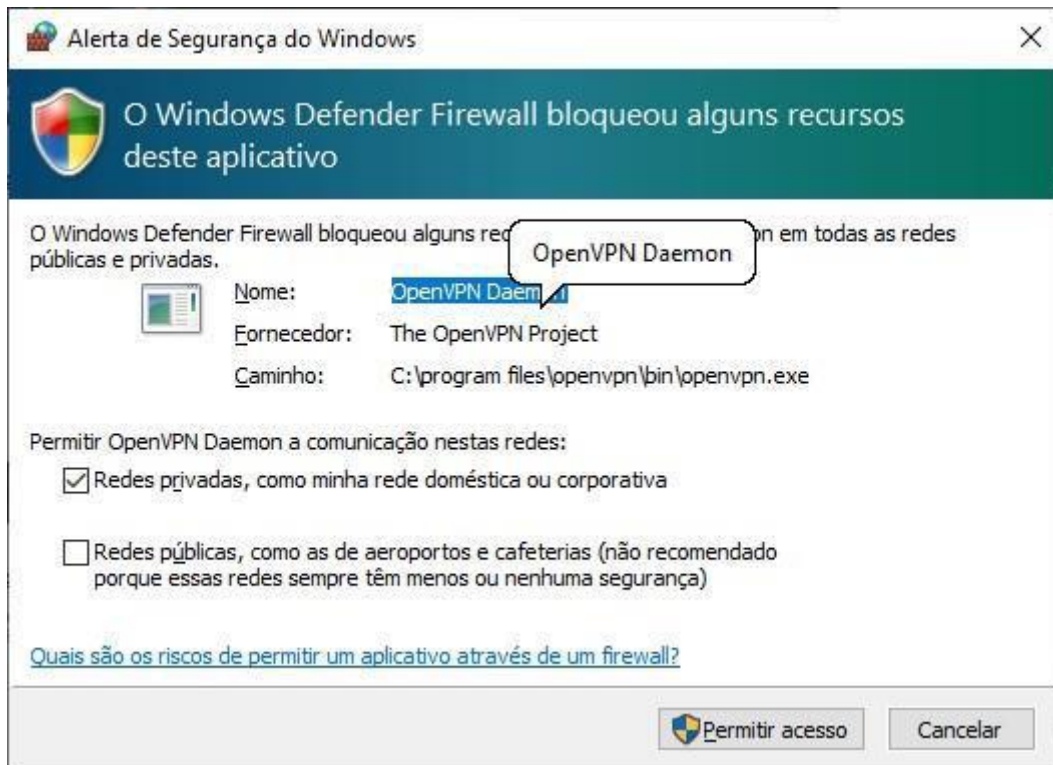 Alerta de Segurança do Windows
O Windows Defender Firewall bloqueou alguns recursos
deste aplicativo
O Windows Defender Firewall bloqueou alguns rec on em todas as redes
públicas e privadas.
OpenVPN Daemon
Nome: OpenVPN Daemon
Fornecedor: The OpenVPN Project
Caminho: C:\program files\openvpn\bin\openvpn.exe
Permitir OpenVPN Daemon a comunicação nestas redes:
Redes privadas, como minha rede doméstica ou corporativa
Redes públicas, como as de aeroportos e cafeterias (não recomendado
porque essas redes sempre têm menos ou nenhuma segurança)
Quais são os riscos de permitir um aplicativo através de um firewall?
Permitir acesso Cancelar